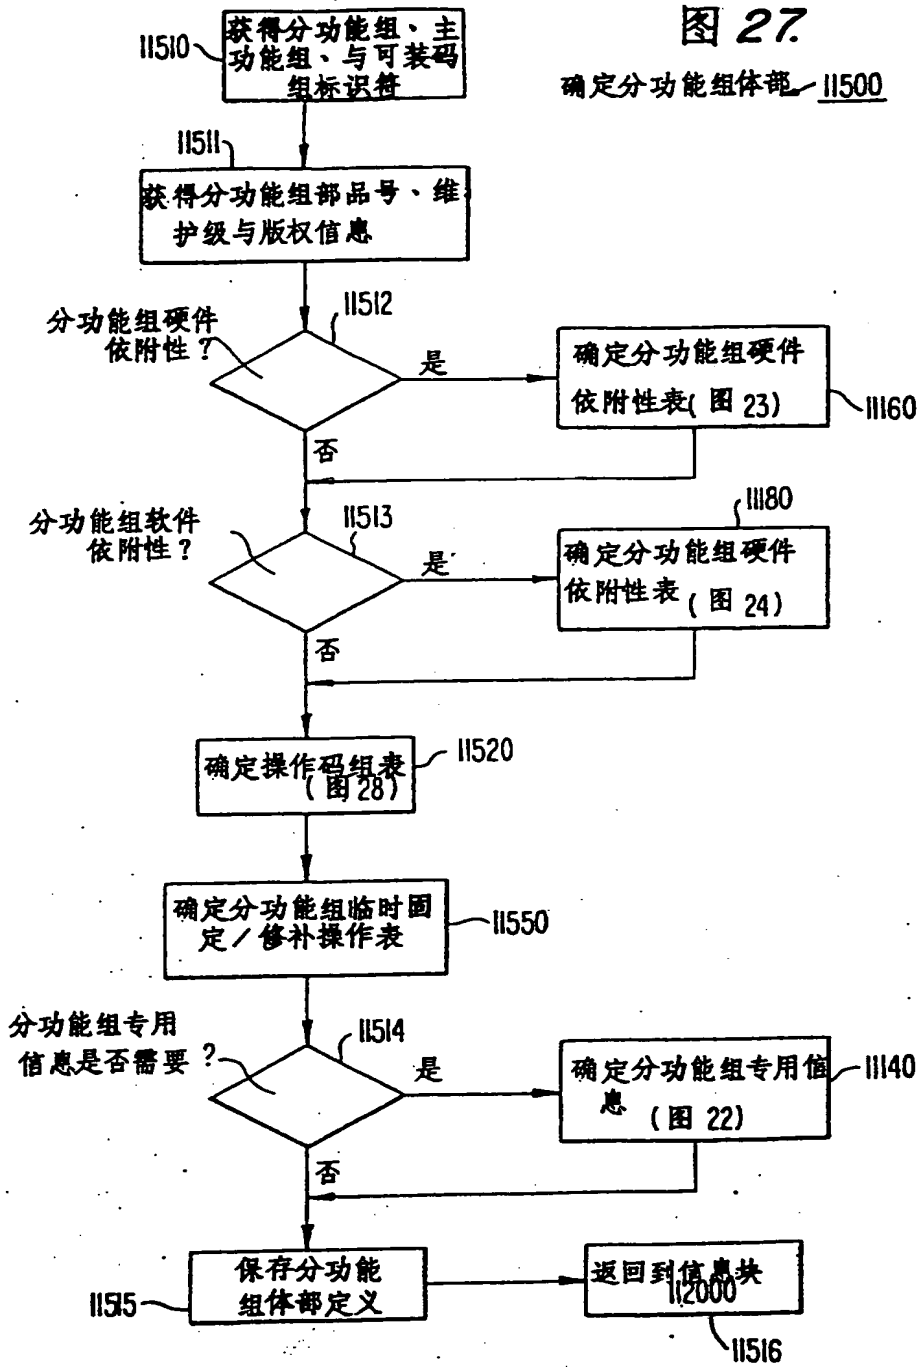 图 27.
确定分功能组体部 11500
11510
获得分功能组、主
功能组、与可装码
组标识符
11511
获得分功能组部品号、维
护级与版权信息
11512
分功能组硬件
依附性？
是
确定分功能组硬件
依附性表(图 23)
11160
否
11513
分功能组软件
依附性？
是
11180
确定分功能组硬件
依附性表
(图 24)
否
确定操作码组表
(图28)
11520
确定分功能组临时固
定/修补操作表
11550
分功能组专用
信息是否需要？
11514
是
确定分功能组专用信
息
(图 22)
11140
否
保存分功能
组体部定义
11515
返回到信息块
112000
11516